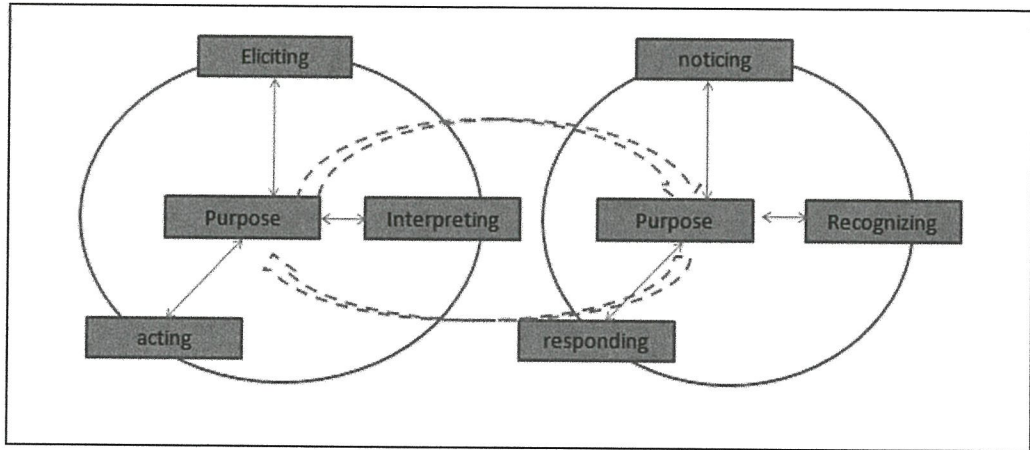 Eliciting
noticing
Purpose
Interpreting
Purpose
Recognizing
acting
responding